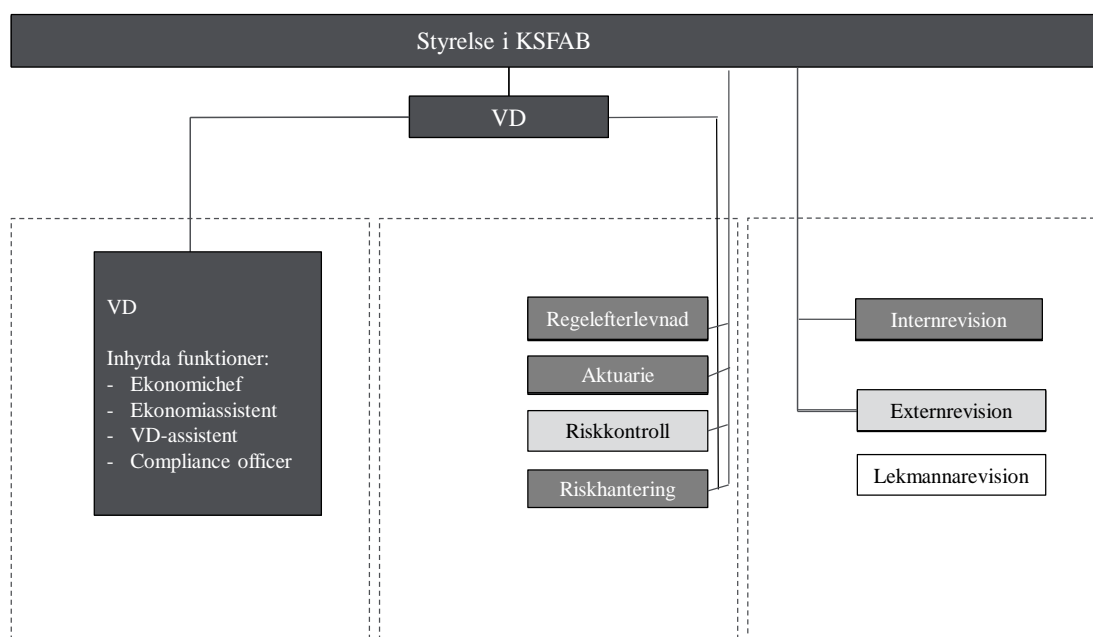 Styrelse i KSFAB
VD
VD
Inhyrda funktioner:
- Ekonomichef
- Ekonomiassistent
- VD-assistent
- Compliance officer
Regelefterlevnad
Aktuarie
Riskkontroll
Riskhantering
Internrevision
Externrevision
Lekmannarevision